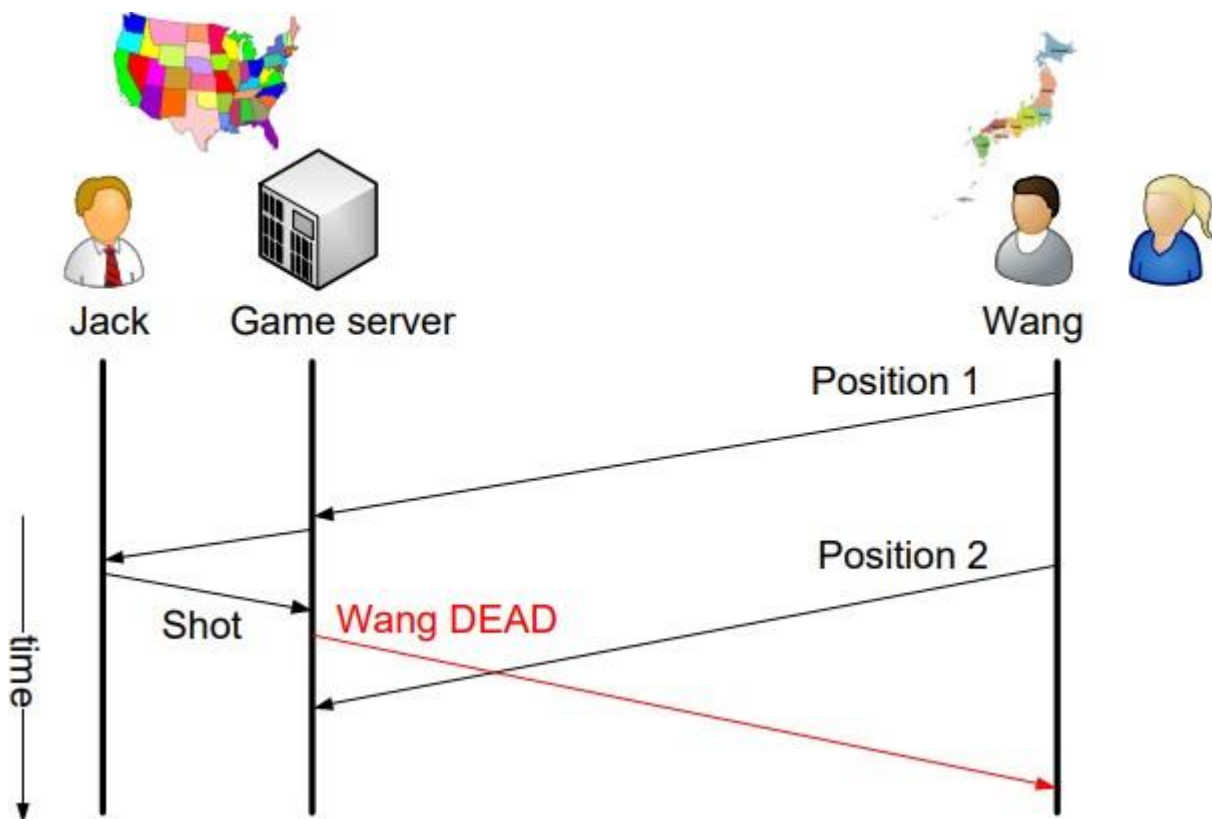 Jack
Game server
Wang
Position 1
Position 2
Shot
Wang DEAD
time